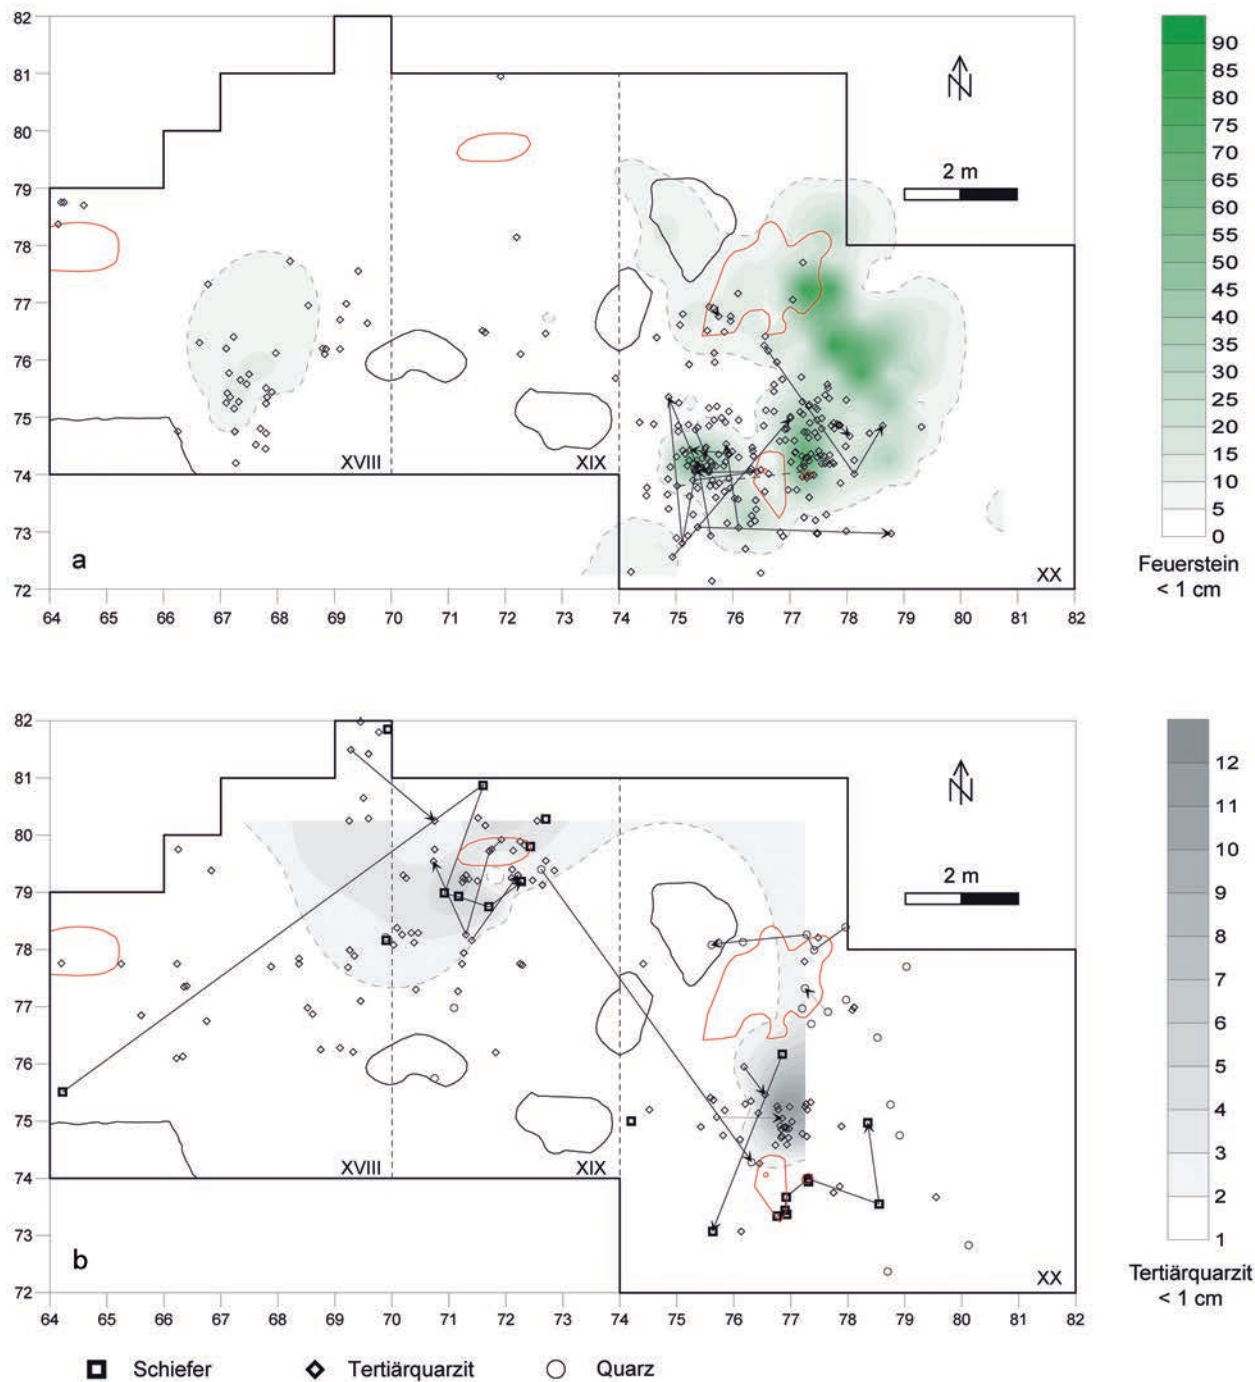 82
81
80
79
78
77
76
75
74
73
72
64 65 66 67 68 69 70 71 72 73 74 75 76 77 78 79 80 81 82
N
2 m
XVIII
XIX
XX
a
90
85
80
75
70
65
60
55
50
45
40
35
30
25
20
15
10
5
0
Feuerstein
< 1 cm
82
81
80
79
78
77
76
75
74
73
72
64 65 66 67 68 69 70 71 72 73 74 75 76 77 78 79 80 81 82
N
2 m
XVIII
XIX
XX
b
12
11
10
9
8
7
6
5
4
3
2
1
Tertiärquarzit
< 1 cm
Schiefer Tertiärquarzit Quarz